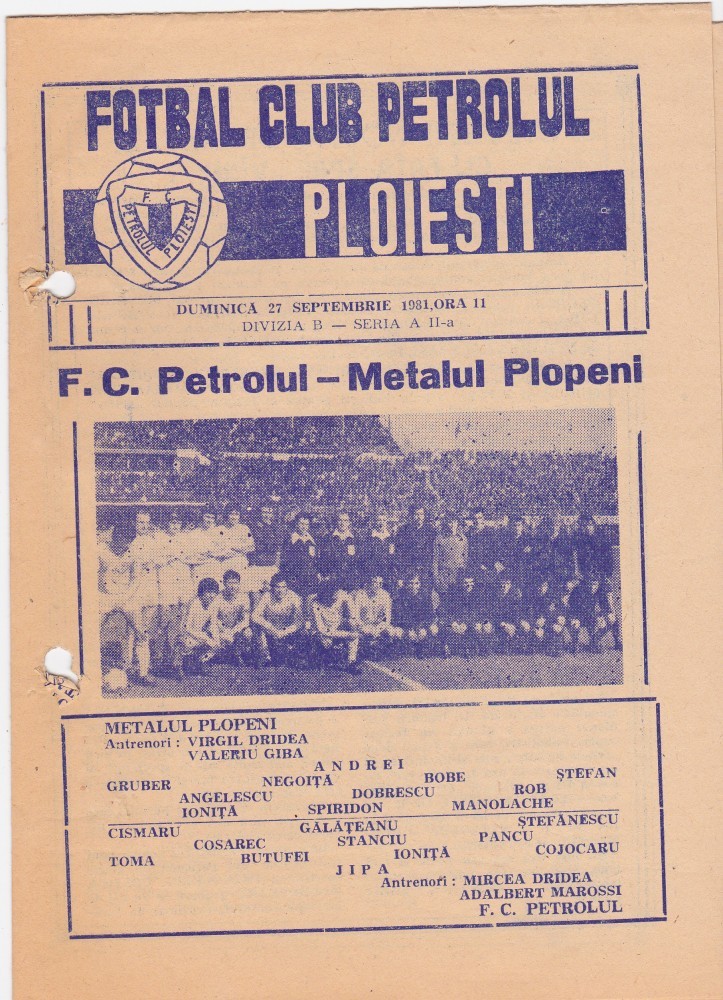 FOTBAL CLUB PETROLUL
PLOIESTI
F. C.
PETROLUL PLOIESTI
DUMINICĂ 27 SEPTEMBRIE 1981, ORA 11
DIVIZIA B — SERIA A II-a
F. C. Petrolul – Metalul Plopeni
METALUL PLOPENI
Antrenori : VIRGIL DRIDEA
VALERIU GIBA
ANDREI
GRUBER NEGOIȚĂ BOBE ȘTEFAN
ANGELESCU DOBRESCU ROB
IONIȚĂ SPIRIDON MANOLACHE
CISMARU GĂLĂȚEANU ȘTEFĂNESCU
COSAREC STANCIU PANCU
TOMA BUTUFEI IONIȚĂ COJOCARU
JIPA
Antrenori : MIRCEA DRIDEA
ADALBERT MAROSSI
F. C. PETROLUL